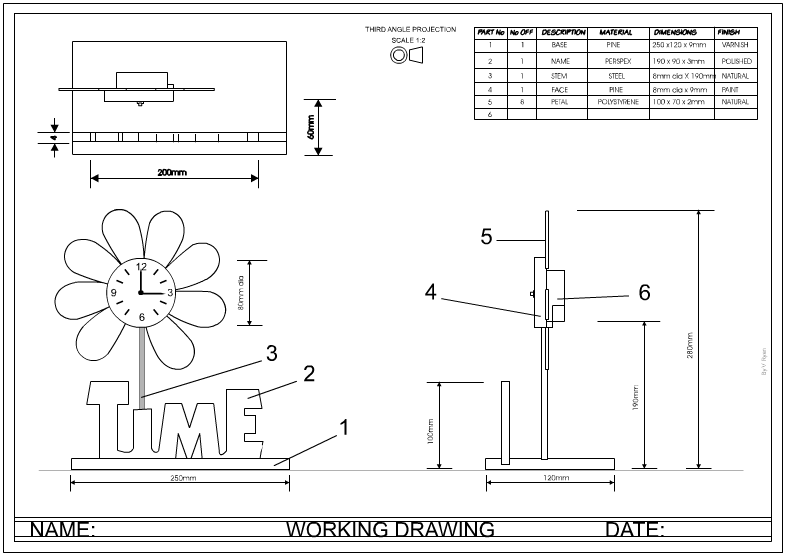 THIRD ANGLE PROJECTION
SCALE 1:2
PART No No OFF DESCRIPTION MATERIAL DIMENSIONS FINISH
1 1 BASE PINE 250 x120 x 9mm VARNISH
2 1 NAME PERSPEX 190 x 90 x 3mm POLISHED
3 1 STEM STEEL 8mm dia X 190mm NATURAL
4 1 FACE PINE 8mm dia x 9mm PAINT
5 8 PETAL POLYSTYRENE 100 x 70 x 2mm NATURAL
6
4
60mm
200mm
12
9 3
6
80mm dia
3
2
1
TIME
250mm
5
4
6
100mm
190mm
280mm
120mm
By V Ryan
NAME: WORKING DRAWING DATE: